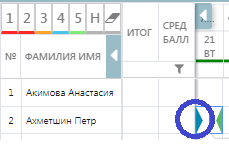 1 2 3 4 5 Н
ИТОГ
СРЕД БАЛЛ
21
ВТ
№ ФАМИЛИЯ ИМЯ
1 Акимова Анастасия
2 Ахметшин Петр